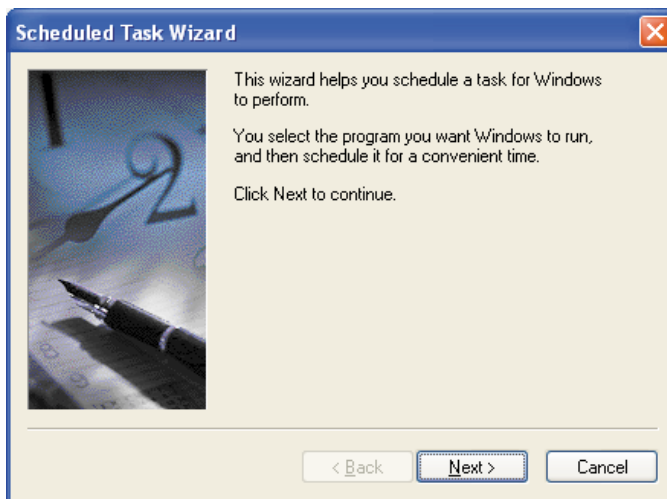 Scheduled Task Wizard
This wizard helps you schedule a task for Windows
to perform.
You select the program you want Windows to run,
and then schedule it for a convenient time.
Click Next to continue.
2
< Back
Next >
Cancel